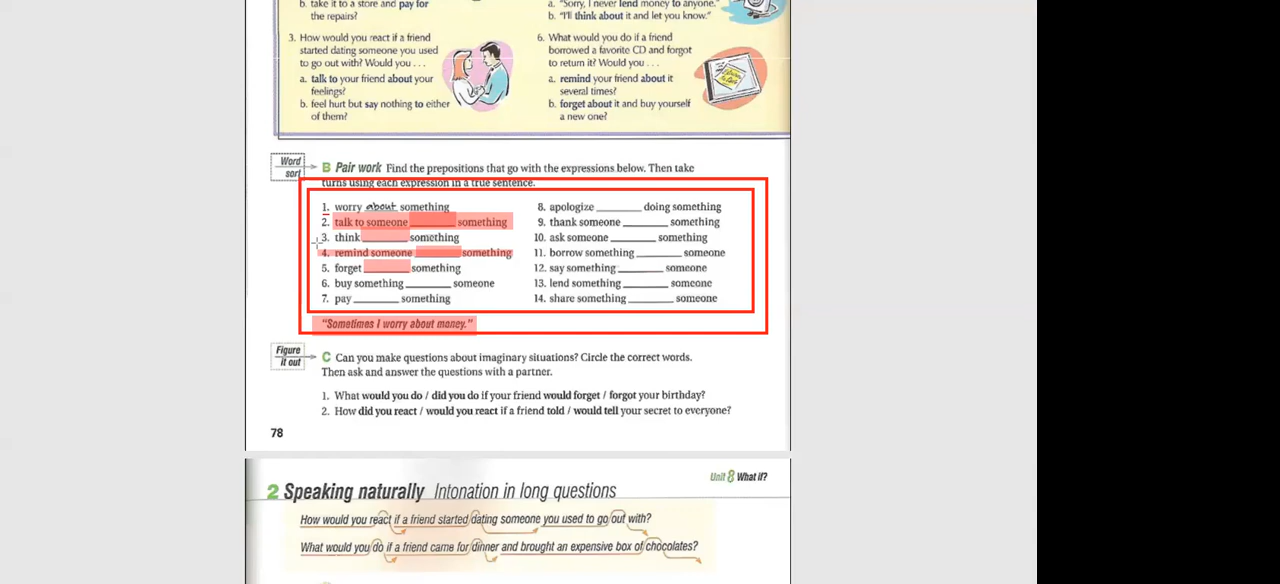 b. take it to a store and pay for
the repairs?
3. How would you react if a friend
started dating someone you used
to go out with? Would you . . .
a. talk to your friend about your
feelings?
b. feel hurt but say nothing to either
of them?
a. "Sorry, I never lend money to anyone."
b. "I'll think about it and let you know."
6. What would you do if a friend
borrowed a favorite CD and forgot
to return it? Would you . . .
a. remind your friend about it
several times?
b. forget about it and buy yourself
a new one?
Word
sort
B Pair work Find the prepositions that go with the expressions below. Then take
turns using each expression in a true sentence.
1. worry about something
2. talk to someone ________ something
3. think ________ something
4. remind someone ________ something
5. forget ________ something
6. buy something ________ someone
7. pay ________ something
8. apologize ________ doing something
9. thank someone ________ something
10. ask someone ________ something
11. borrow something ________ someone
12. say something ________ someone
13. lend something ________ someone
14. share something ________ someone
"Sometimes I worry about money."
Figure
it out
C Can you make questions about imaginary situations? Circle the correct words.
Then ask and answer the questions with a partner.
1. What would you do / did you do if your friend would forget / forgot your birthday?
2. How did you react / would you react if a friend told / would tell your secret to everyone?
78
Unit 8 What if?
2 Speaking naturally Intonation in long questions
How would you react if a friend started dating someone you used to go out with?
What would you do if a friend came for dinner and brought an expensive box of chocolates?